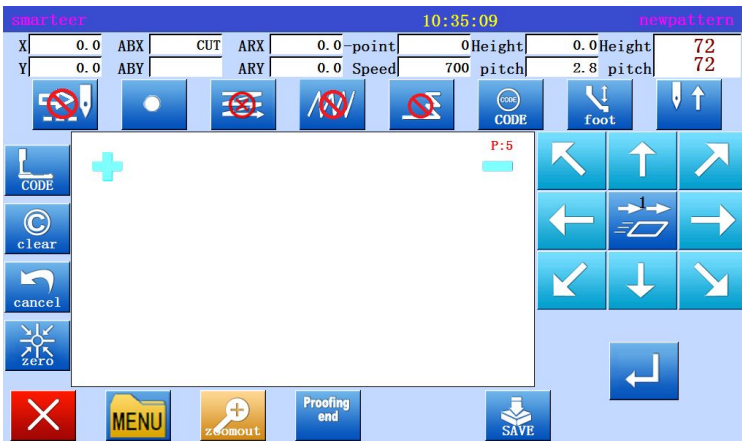 smarteer 10:35:09 newpattern
X 0.0 ABX CUT ARX 0.0 -point 0 Height 0.0 Height 72
Y 0.0 ABY ARY 0.0 Speed 700 pitch 2.8 pitch 72
CODE
CODE
foot
P:5
CODE
1
clear
cancel
zero
MENU
zoomout
Proofing
end
SAVE